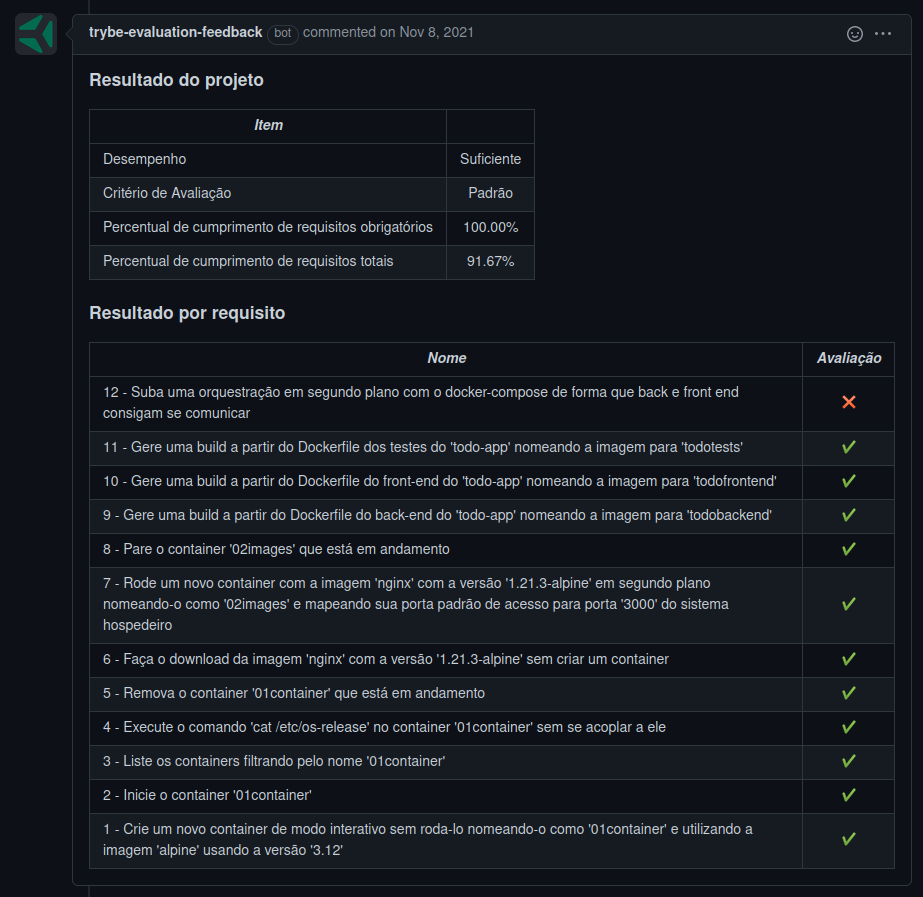 trybe-evaluation-feedback bot commented on Nov 8, 2021
Resultado do projeto
Item
Desempenho Suficiente
Critério de Avaliação Padrão
Percentual de cumprimento de requisitos obrigatórios 100.00%
Percentual de cumprimento de requisitos totais 91.67%
Resultado por requisito
Nome Avaliação
12 - Suba uma orquestração em segundo plano com o docker-compose de forma que back e front end
consigam se comunicar
11 - Gere uma build a partir do Dockerfile dos testes do 'todo-app' nomeando a imagem para 'todotests'
10 - Gere uma build a partir do Dockerfile do front-end do 'todo-app' nomeando a imagem para 'todofrontend'
9 - Gere uma build a partir do Dockerfile do back-end do 'todo-app' nomeando a imagem para 'todobackend'
8 - Pare o container '02images' que está em andamento
7 - Rode um novo container com a imagem 'nginx' com a versão '1.21.3-alpine' em segundo plano
nomeando-o como '02images' e mapeando sua porta padrão de acesso para porta '3000' do sistema
hospedeiro
6 - Faça o download da imagem 'nginx' com a versão '1.21.3-alpine' sem criar um container
5 - Remova o container '01container' que está em andamento
4 - Execute o comando 'cat /etc/os-release' no container '01container' sem se acoplar a ele
3 - Liste os containers filtrando pelo nome '01container'
2 - Inicie o container '01container'
1 - Crie um novo container de modo interativo sem roda-lo nomeando-o como '01container' e utilizando a
imagem 'alpine' usando a versão '3.12'